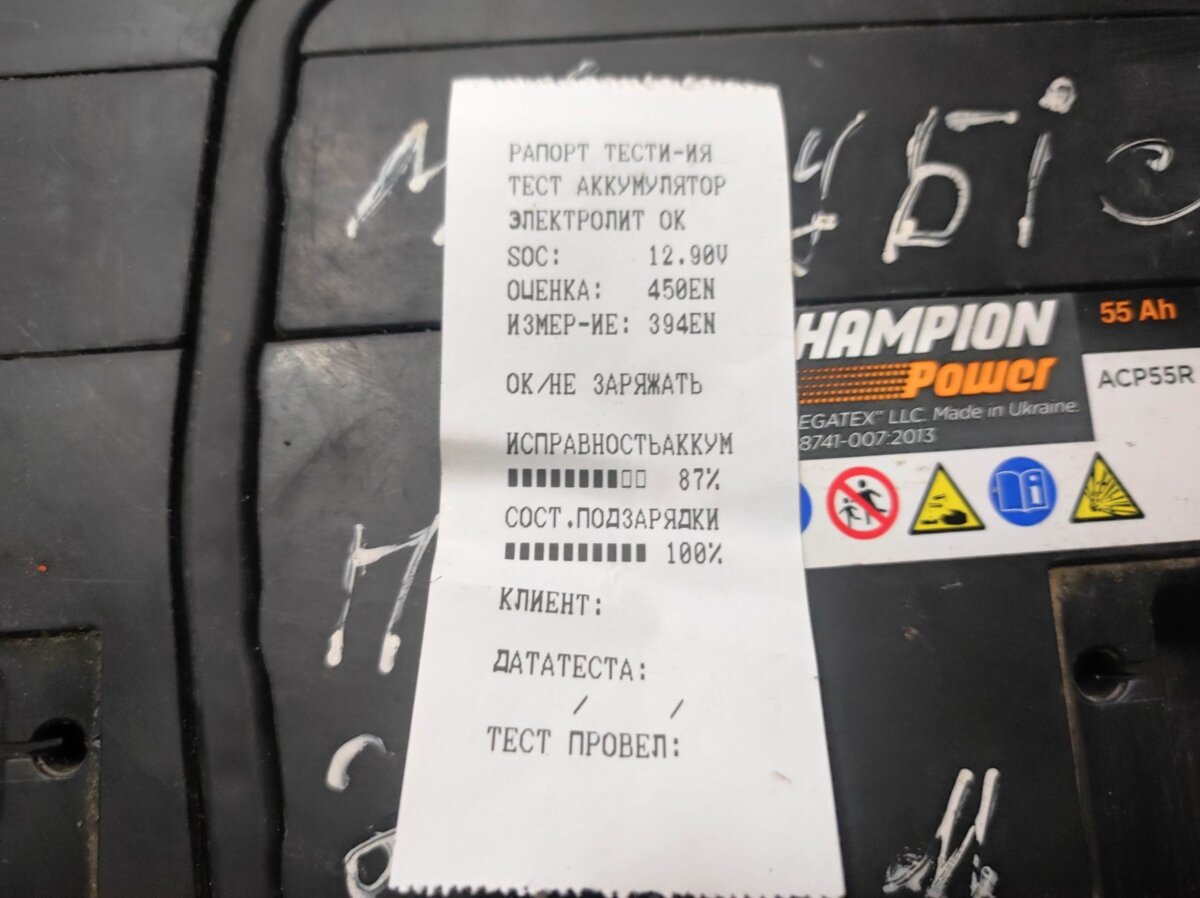 РАПОРТ ТЕСТИ-ИЯ
ТЕСТ АККУМУЛЯТОР
ЭЛЕКТРОЛИТ ОК
SOC: 12.90V
ОЦЕНКА: 450EN
ИЗМЕР-ИЕ: 394EN
ОК/НЕ ЗАРЯЖАТЬ
ИСПРАВНОСТЬАККУМ
87%
СОСТ.ПОДЗАРЯДКИ
100%
КЛИЕНТ:
ДАТАТЕСТА:
/ /
ТЕСТ ПРОВЕЛ:
HAMPION
Power
55 Ah
ACP55R
EGATEX" LLC. Made in Ukraine.
8741-007:2013